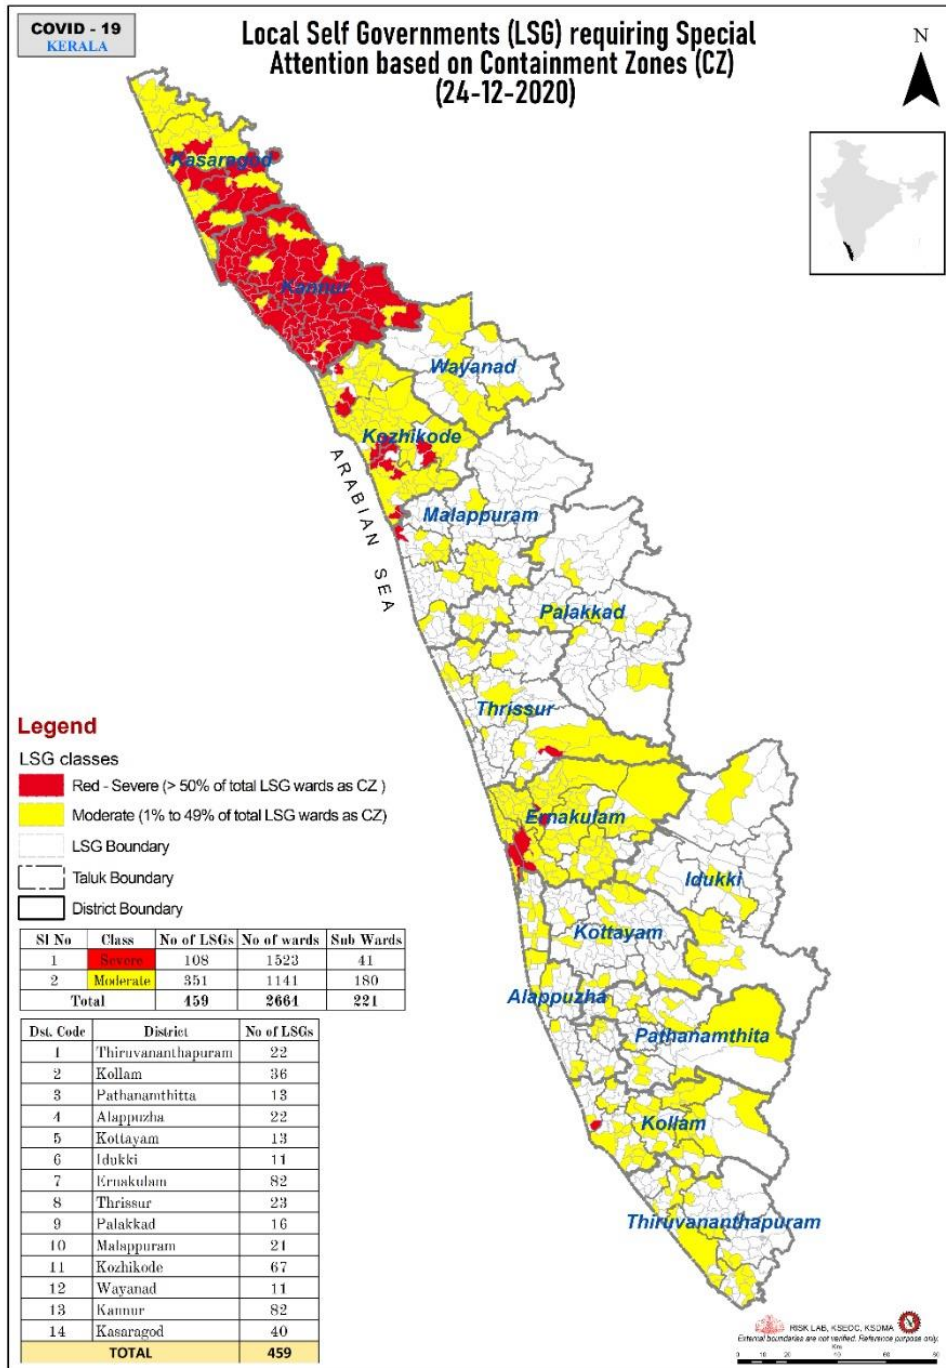 COVID - 19
KERALA
Local Self Governments (LSG) requiring Special
Attention based on Containment Zones (CZ)
(24-12-2020)
N
Kasaragod
Kannur
Wayanad
Kozhikode
ARABIAN SEA
Malappuram
Palakkad
Thrissur
Ernakulam
Idukki
Kottayam
Alappuzha
Pathanamthita
Kollam
Thiruvananthapuram
Legend
LSG classes
Red - Severe (> 50% of total LSG wards as CZ )
Moderate (1% to 49% of total LSG wards as CZ)
LSG Boundary
Taluk Boundary
District Boundary
Sl No Class No of LSGs No of wards Sub Wards
1 Severe 108 1523 41
2 Moderate 351 1141 180
Total 459 2664 221
Dst. Code District No of LSGs
1 Thiruvananthapuram 22
2 Kollam 36
3 Pathanamthitta 13
4 Alappuzha 22
5 Kottayam 13
6 Idukki 11
7 Ernakulam 82
8 Thrissur 23
9 Palakkad 16
10 Malappuram 21
11 Kozhikode 67
12 Wayanad 11
13 Kannur 82
14 Kasaragod 40
TOTAL 459
RISK LAB, KSEOC, KSDMA
External boundaries are not verified. Reference purpose only.
Km
0 10 20 40 60 80